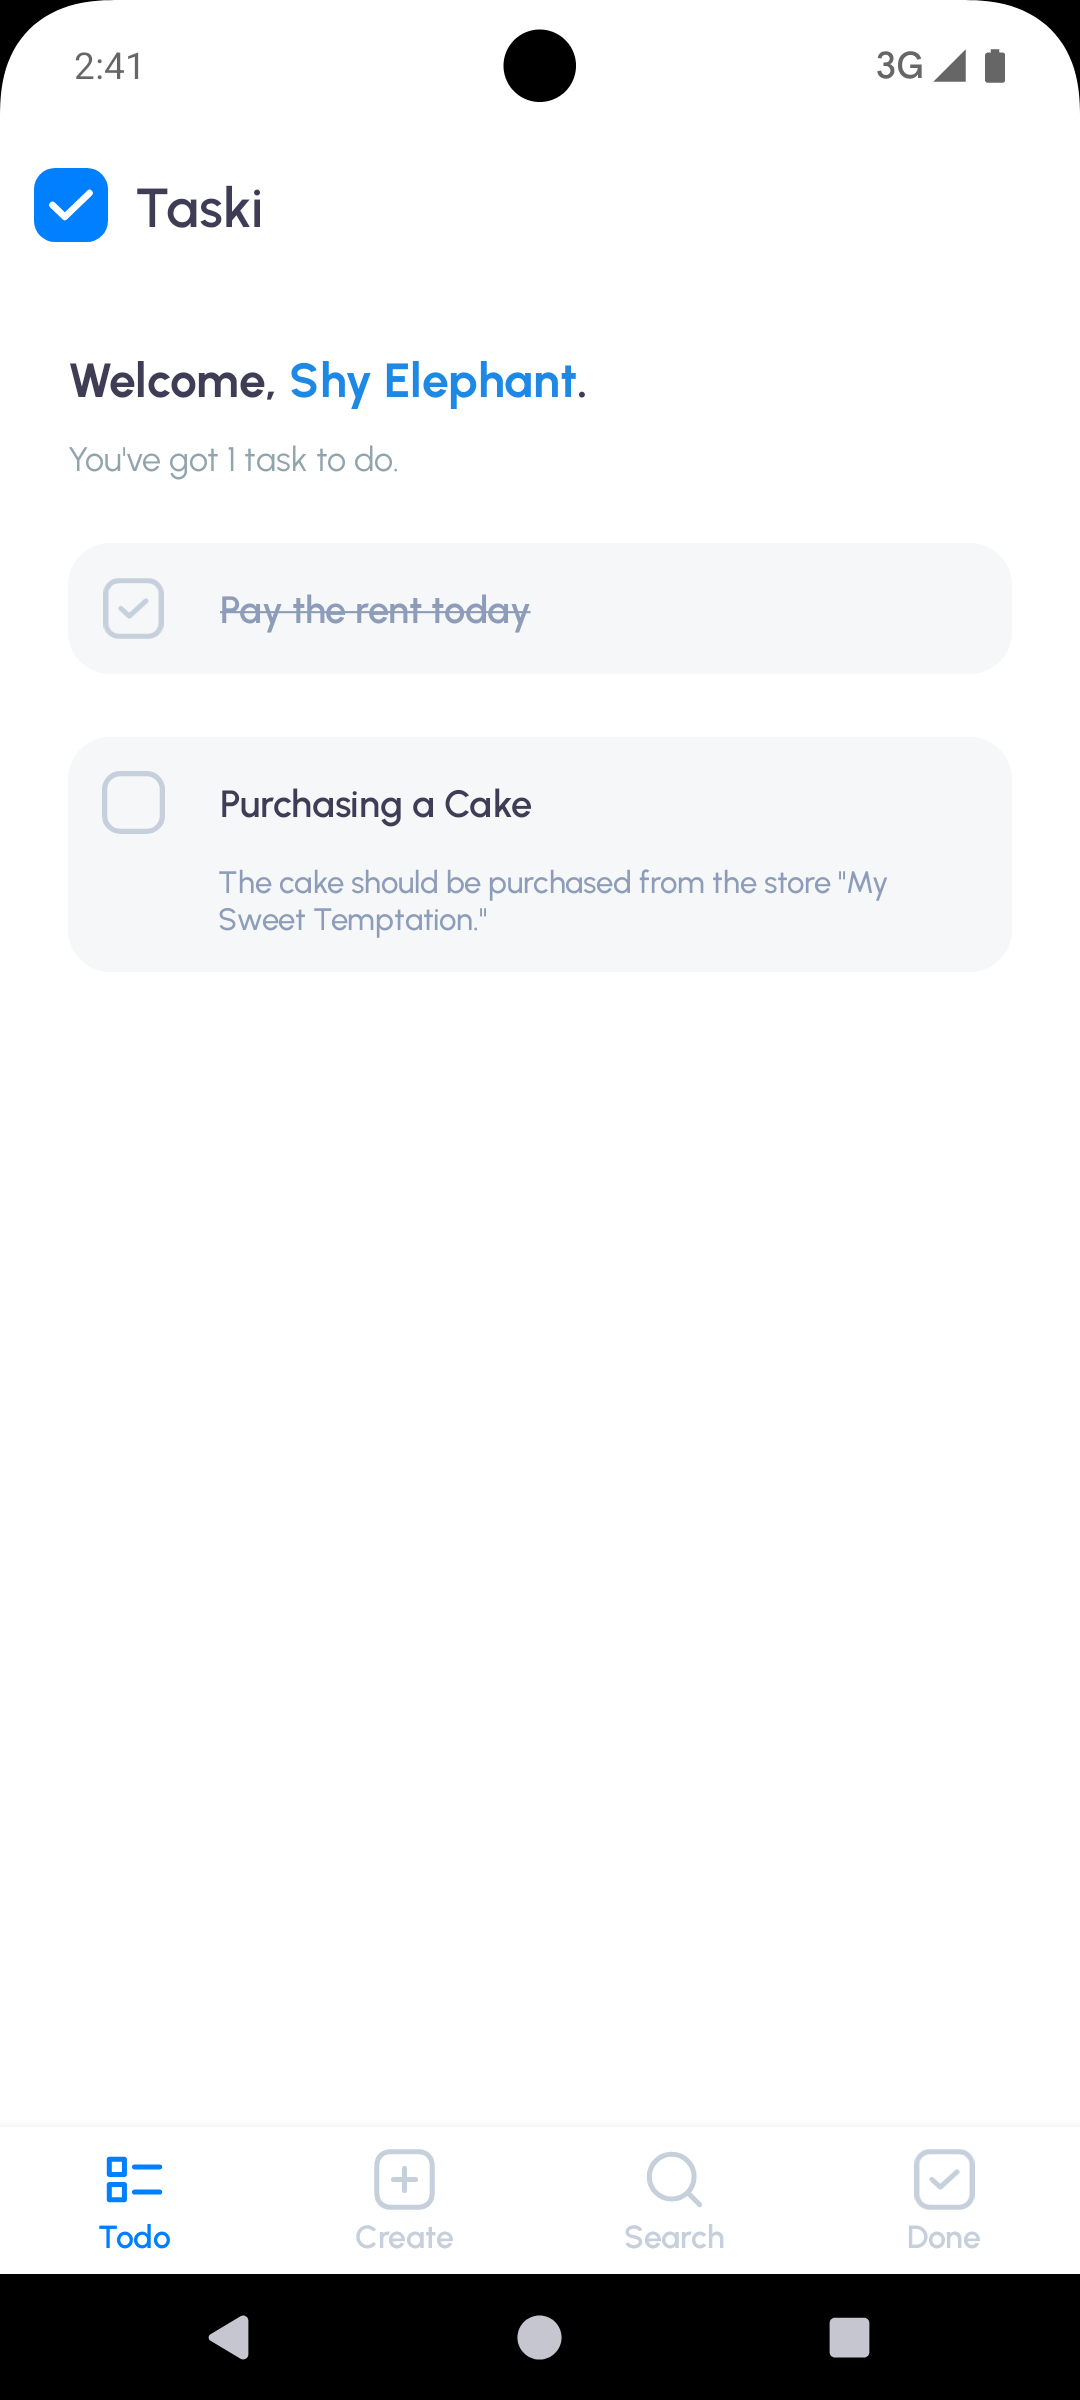 2:41
3G
Taski
Welcome, Shy Elephant.
You've got 1 task to do.
Pay the rent today
Purchasing a Cake
The cake should be purchased from the store "My
Sweet Temptation."
Todo
Create
Search
Done